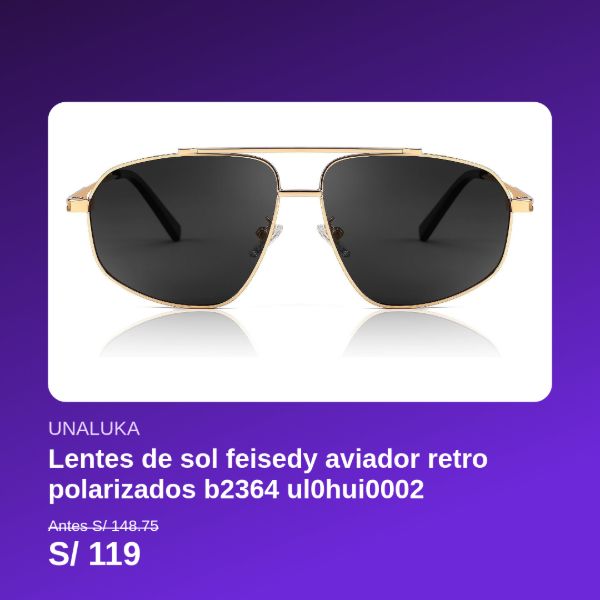 UNALUKA
Lentes de sol feisedy aviador retro
polarizados b2364 ul0hui0002
Antes S/ 148.75
S/ 119